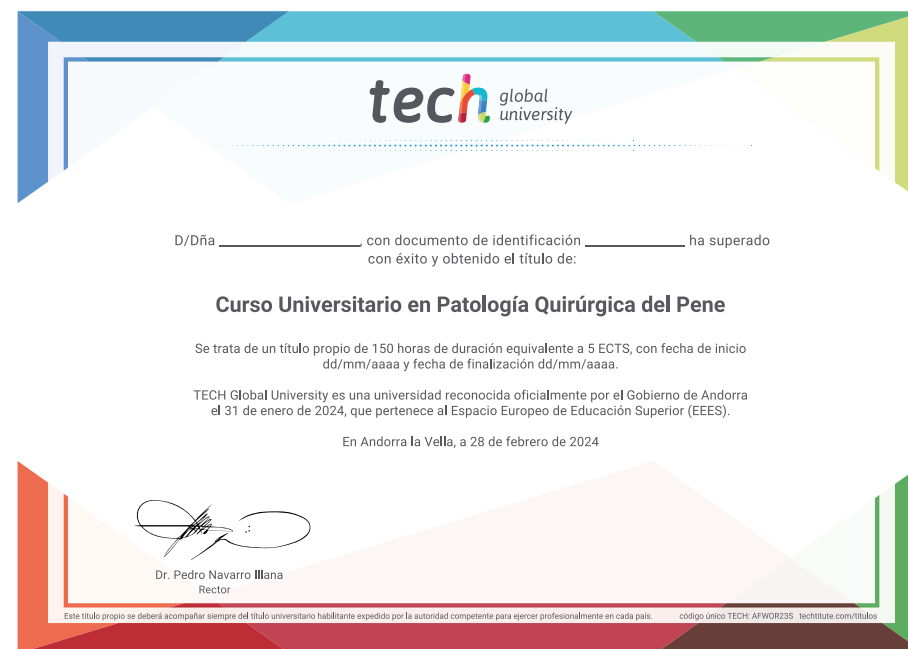 tech global university
D/Dña ____________________, con documento de identificación ______________ ha superado
con éxito y obtenido el título de:
Curso Universitario en Patología Quirúrgica del Pene
Se trata de un título propio de 150 horas de duración equivalente a 5 ECTS, con fecha de inicio
dd/mm/aaaa y fecha de finalización dd/mm/aaaa.
TECH Global University es una universidad reconocida oficialmente por el Gobierno de Andorra
el 31 de enero de 2024, que pertenece al Espacio Europeo de Educación Superior (EEES).
En Andorra la Vella, a 28 de febrero de 2024
Dr. Pedro Navarro Illana
Rector
Este título propio se deberá acompañar siempre del título universitario habilitante expedido por la autoridad competente para ejercer profesionalmente en cada país. código único TECH: AFWOR23S techtitute.com/titulos